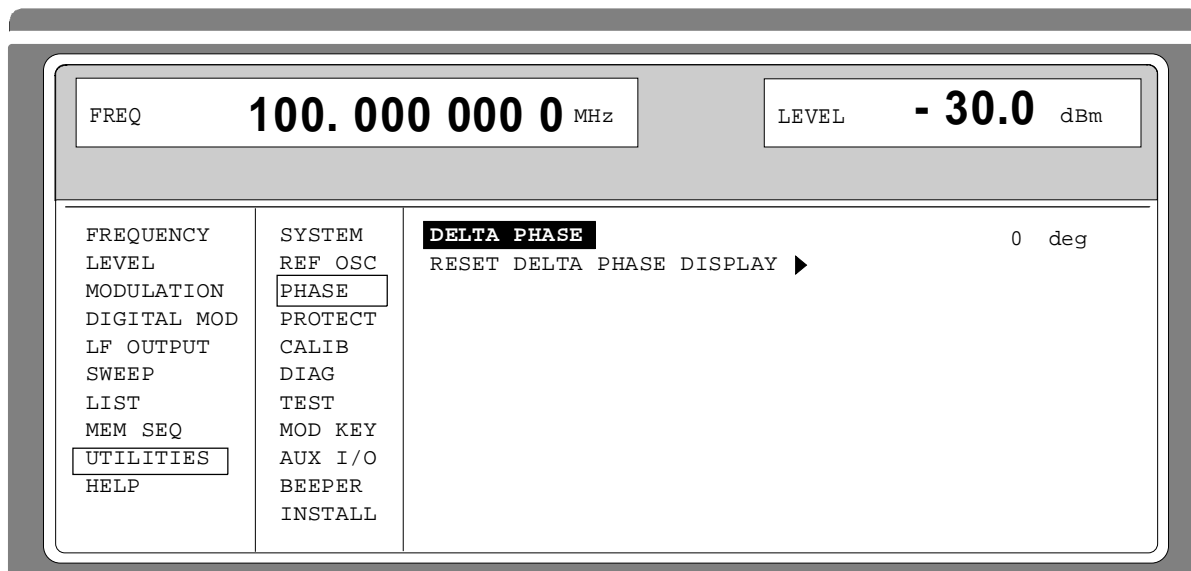 FREQ 100. 000 000 0 MHz LEVEL - 30.0 dBm
FREQUENCY SYSTEM DELTA PHASE 0 deg
LEVEL REF OSC RESET DELTA PHASE DISPLAY ▶
MODULATION PHASE
DIGITAL MOD PROTECT
LF OUTPUT CALIB
SWEEP DIAG
LIST TEST
MEM SEQ MOD KEY
UTILITIES AUX I/O
HELP BEEPER
INSTALL